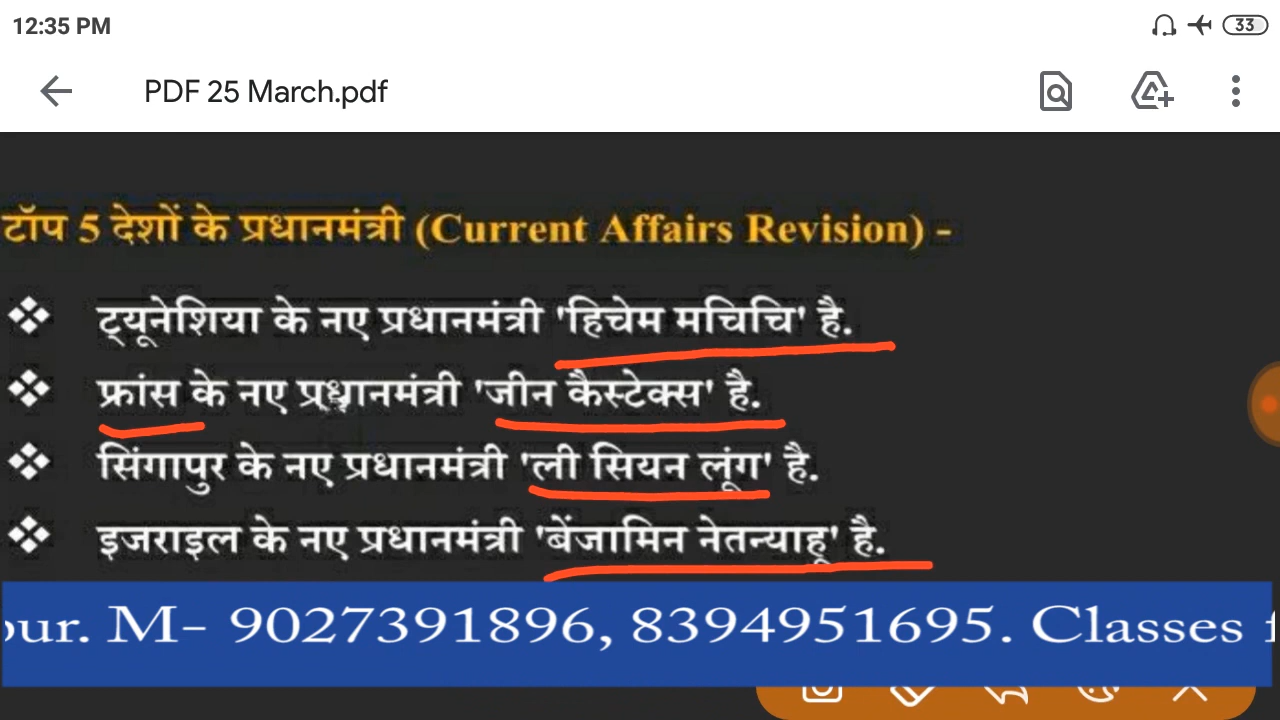 12:35 PM
33
PDF 25 March.pdf
टॉप 5 देशों के प्रधानमंत्री (Current Affairs Revision) -
❖ ट्यूनेशिया के नए प्रधानमंत्री 'हिचेम मचिचि' है.
❖ फ्रांस के नए प्रधानमंत्री 'जीन कैस्टेक्स' है.
❖ सिंगापुर के नए प्रधानमंत्री 'ली सियन लूंग' है.
❖ इजराइल के नए प्रधानमंत्री 'बेंजामिन नेतन्याहू' है.
our. M- 9027391896, 8394951695. Classes f